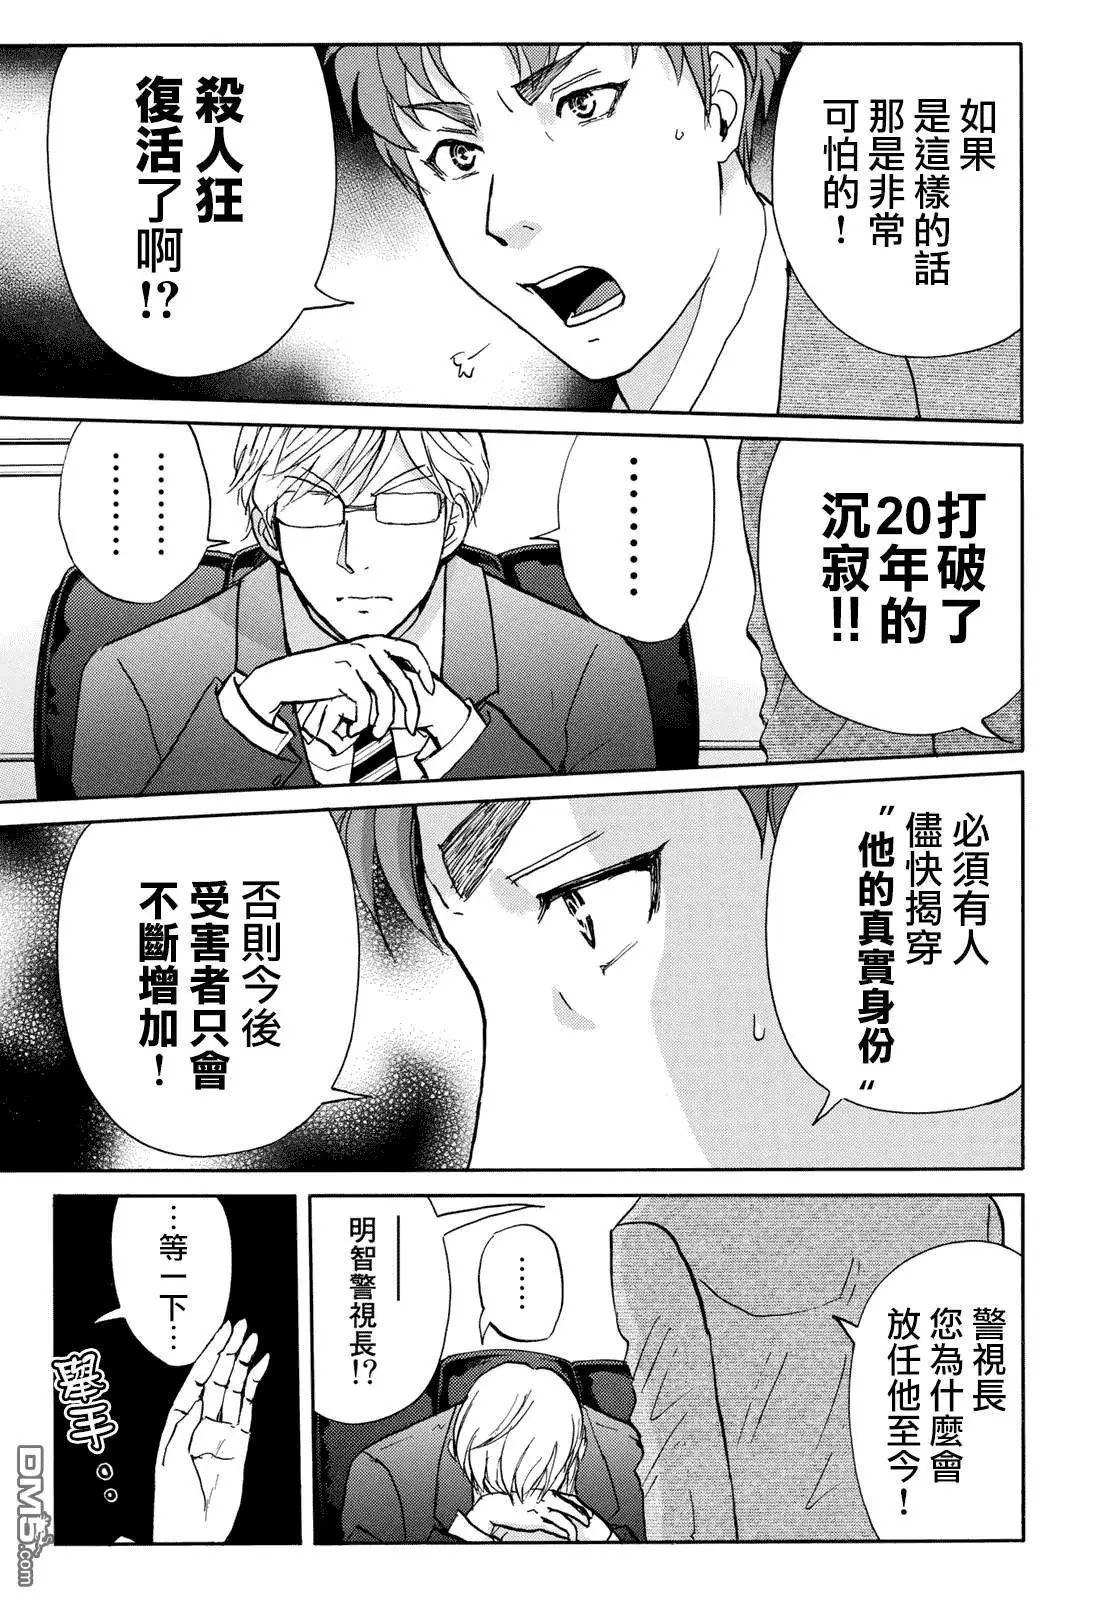 如果
是這樣的話
那是非常
可怕的！
殺人狂
復活了啊!?
打破了
20年的
沉寂!!
………
………
必須有人
儘快揭穿
"他的真實身份"
否則今後
受害者只會
不斷增加！
警視長
您為什麼會
放任他至今！
……
明智警視長!?
…等一下…
舉手
DM5